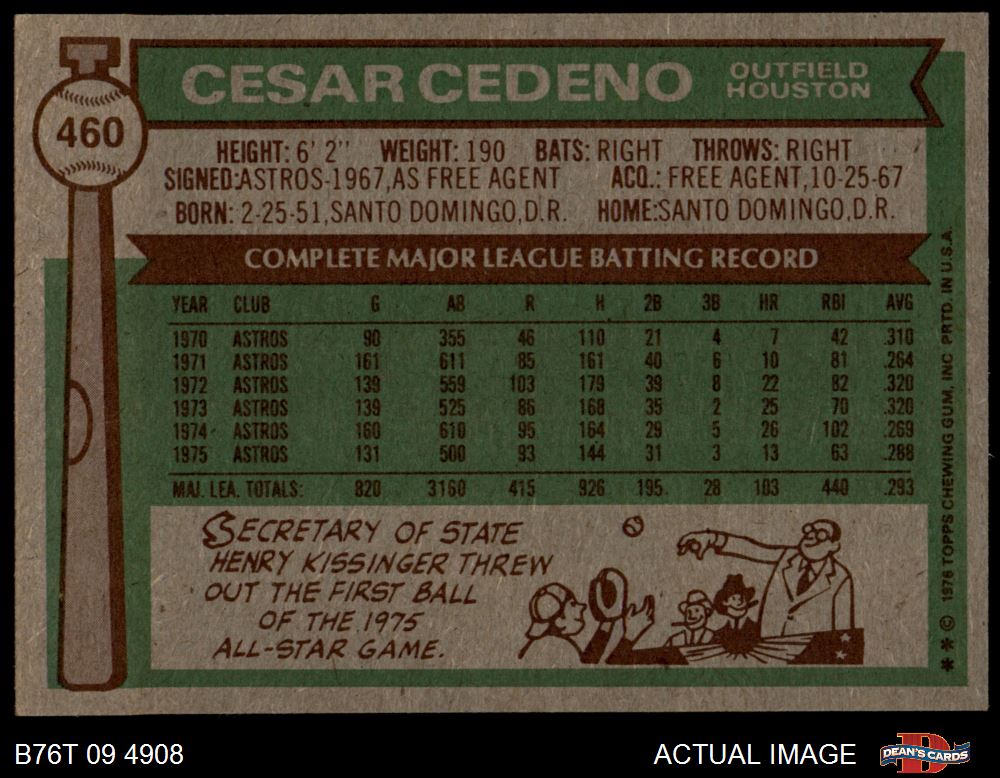 460
CESAR CEDENO
OUTFIELD
HOUSTON
HEIGHT: 6' 2" WEIGHT: 190 BATS: RIGHT THROWS: RIGHT
SIGNED:ASTROS-1967,AS FREE AGENT ACQ.: FREE AGENT,10-25-67
BORN: 2-25-51,SANTO DOMINGO,D.R. HOME:SANTO DOMINGO,D.R.
COMPLETE MAJOR LEAGUE BATTING RECORD
YEAR CLUB G AB R H 2B 3B HR RBI AVG
1970 ASTROS 90 355 46 110 21 4 7 42 .310
1971 ASTROS 161 611 85 161 40 6 10 81 .264
1972 ASTROS 139 559 103 179 39 8 22 82 .320
1973 ASTROS 139 525 86 168 35 2 25 70 .320
1974 ASTROS 160 610 95 164 29 5 26 102 .269
1975 ASTROS 131 500 93 144 31 3 13 63 .288
MAJ. LEA. TOTALS: 820 3160 415 926 195 28 103 440 .293
SECRETARY OF STATE
HENRY KISSINGER THREW
OUT THE FIRST BALL
OF THE 1975
ALL-STAR GAME.
* * © 1976 TOPPS CHEWING GUM, INC PRTD. IN U.S.A.
B76T 09 4908
ACTUAL IMAGE
DEAN'S CARDS